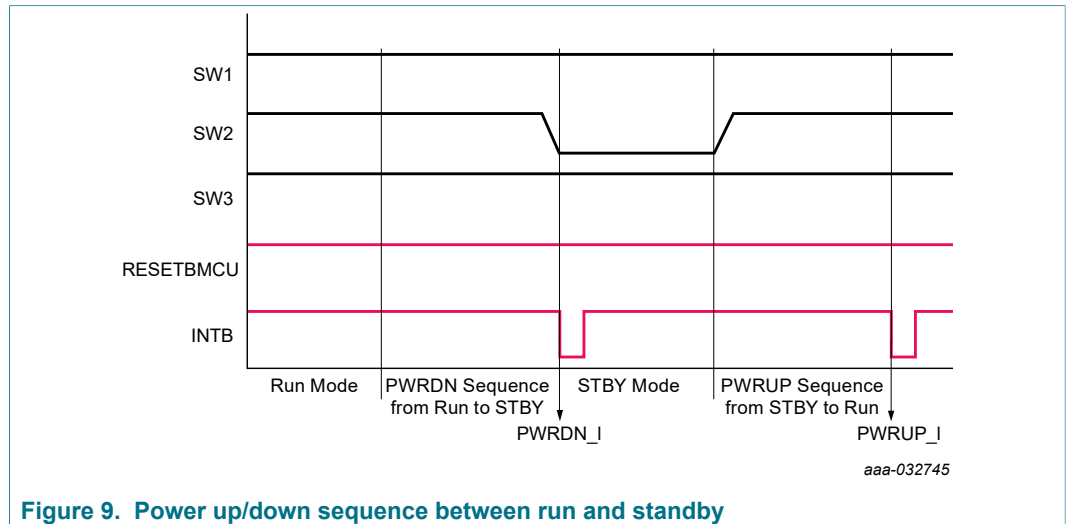 SW1
SW2
SW3
RESETBMCU
INTB
Run Mode
PWRDN Sequence
from Run to STBY
STBY Mode
PWRUP Sequence
from STBY to Run
PWRDN_I
PWRUP_I
aaa-032745
Figure 9. Power up/down sequence between run and standby